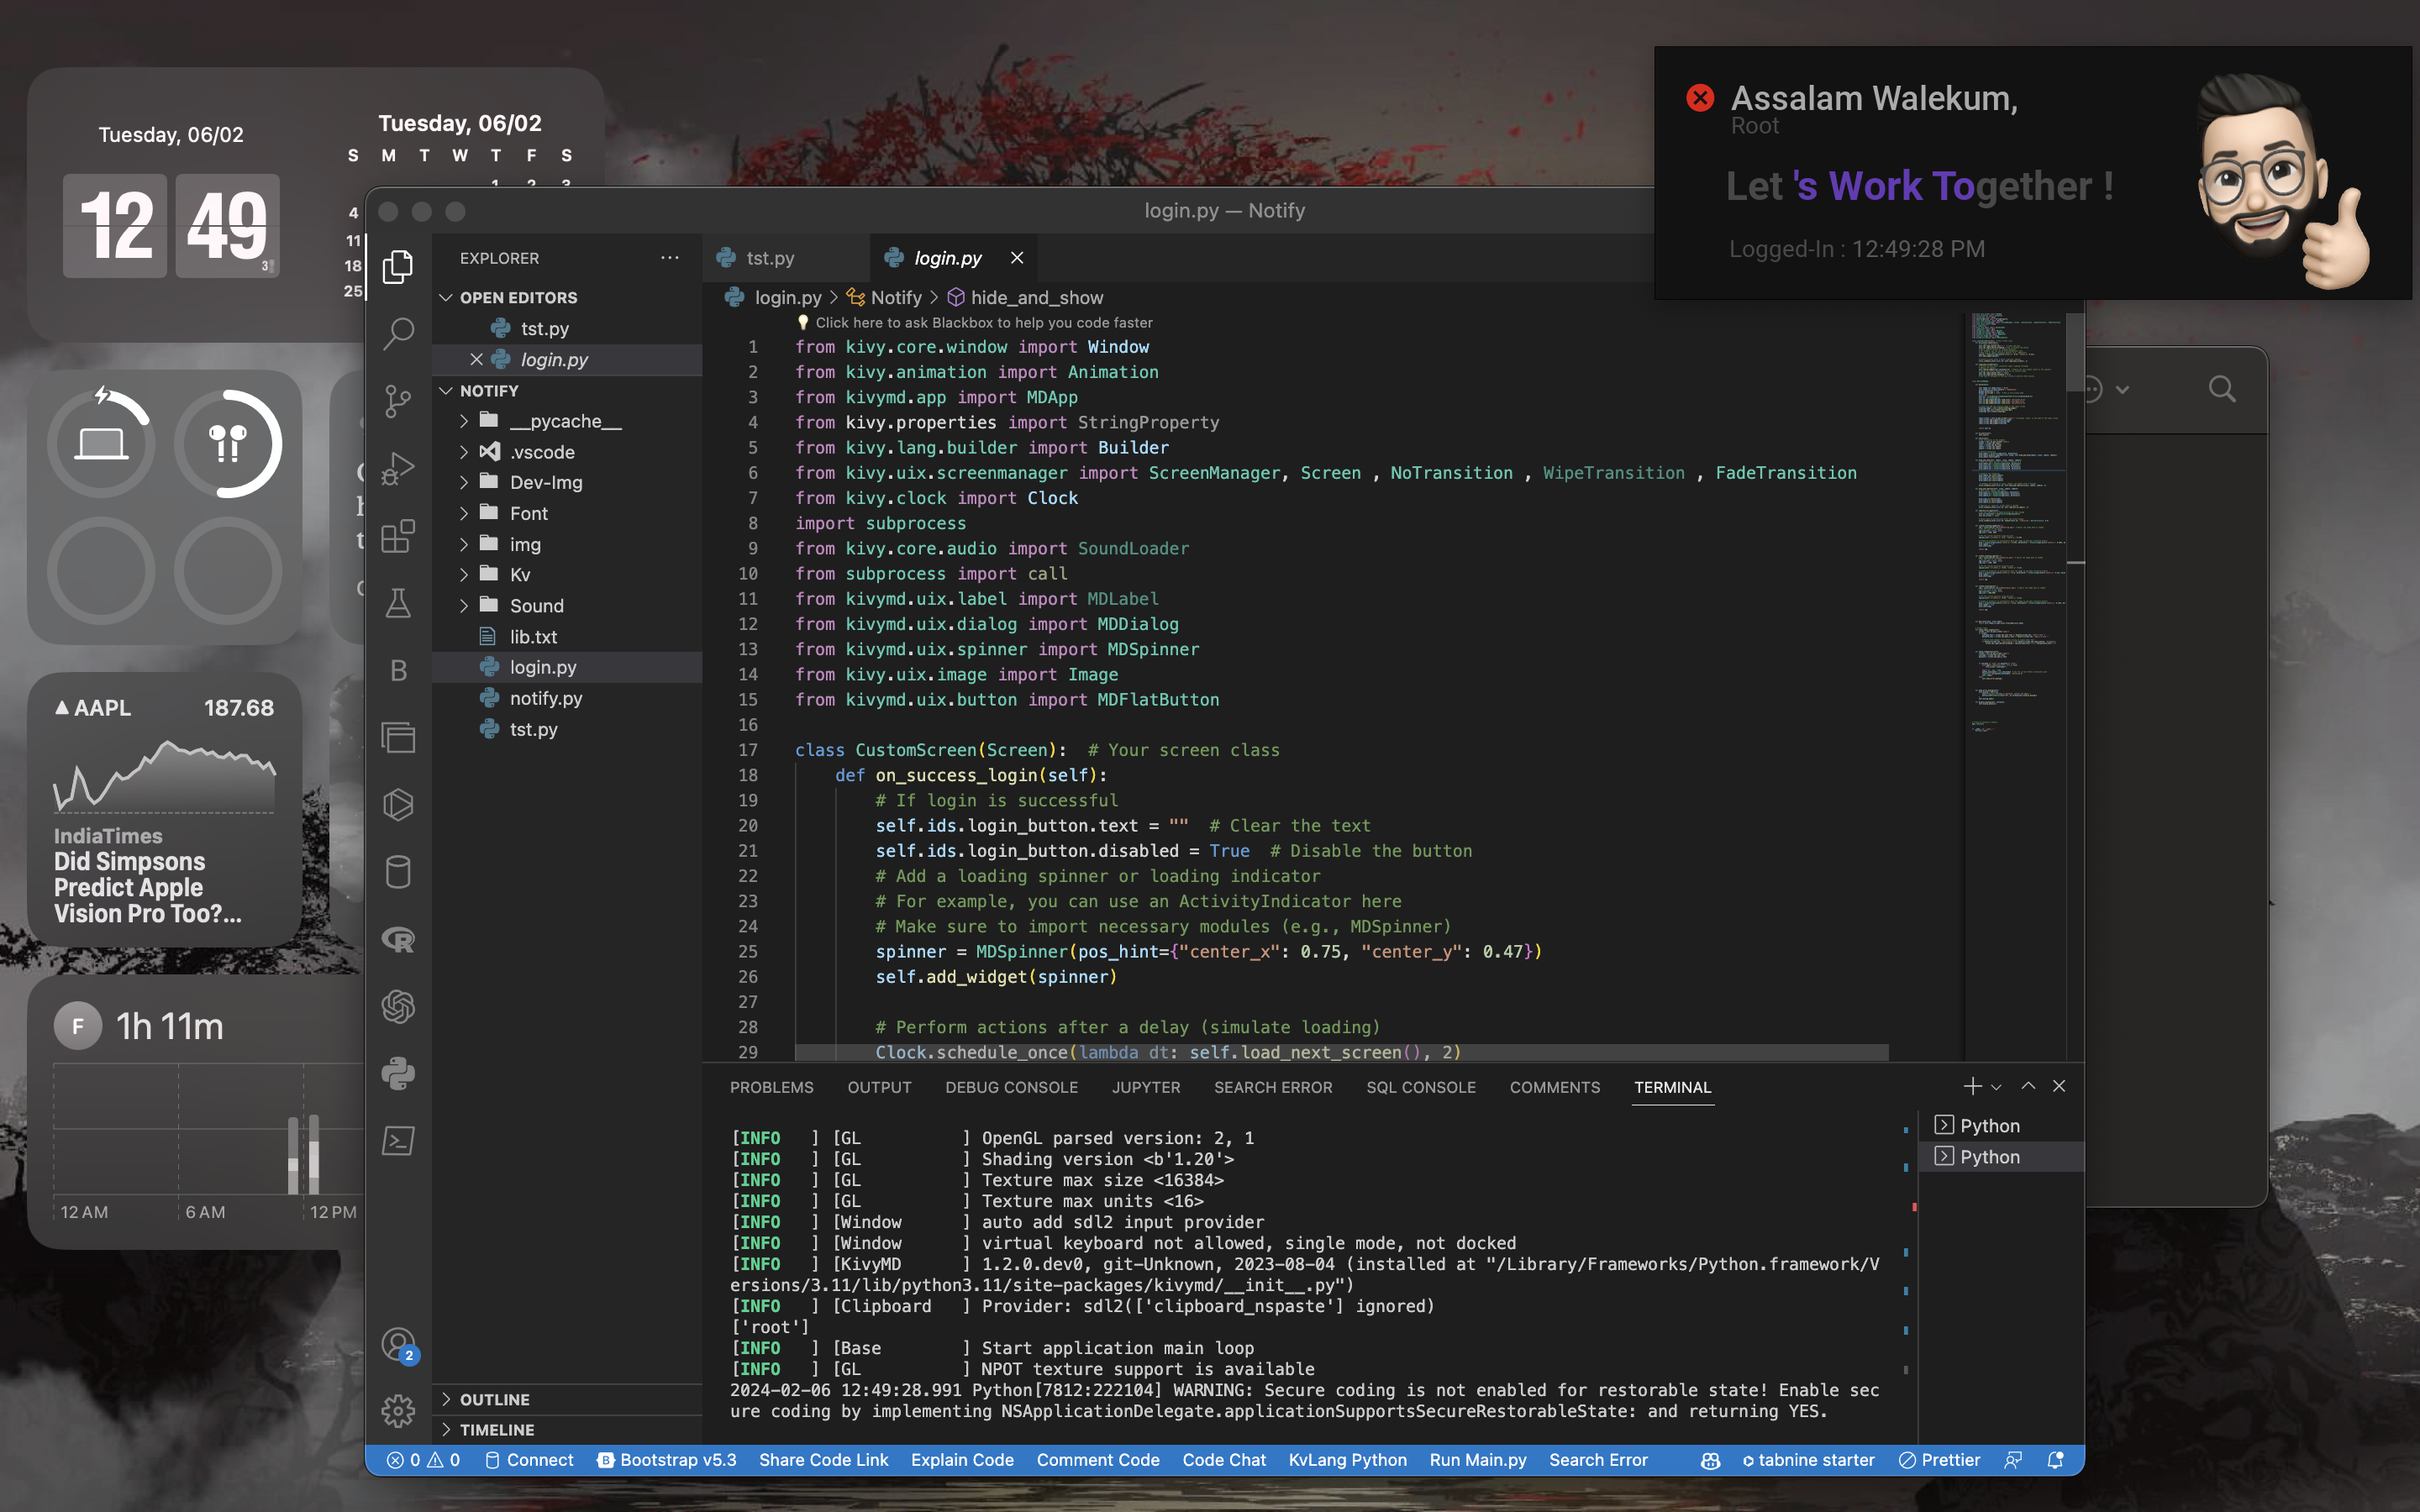 Tuesday, 06/02
12 49
Tuesday, 06/02
S M T W T F S
1 2 3
4
11
18
25
AAPL 187.68
IndiaTimes
Did Simpsons
Predict Apple
Vision Pro Too?...
F 1h 11m
12 AM 6 AM 12 PM
Assalam Walekum,
Root
Let 's Work Together !
Logged-In : 12:49:28 PM
login.py — Notify
EXPLORER
OPEN EDITORS
tst.py
login.py
NOTIFY
__pycache__
.vscode
Dev-Img
Font
img
Kv
Sound
lib.txt
login.py
notify.py
tst.py
OUTLINE
TIMELINE
B
2
tst.py login.py
login.py > Notify > hide_and_show
Click here to ask Blackbox to help you code faster
1 from kivy.core.window import Window
2 from kivy.animation import Animation
3 from kivymd.app import MDApp
4 from kivy.properties import StringProperty
5 from kivy.lang.builder import Builder
6 from kivy.uix.screenmanager import ScreenManager, Screen , NoTransition , WipeTransition , FadeTransition
7 from kivy.clock import Clock
8 import subprocess
9 from kivy.core.audio import SoundLoader
10 from subprocess import call
11 from kivymd.uix.label import MDLabel
12 from kivymd.uix.dialog import MDDialog
13 from kivymd.uix.spinner import MDSpinner
14 from kivy.uix.image import Image
15 from kivymd.uix.button import MDFlatButton
16
17 class CustomScreen(Screen):  # Your screen class
18     def on_success_login(self):
19         # If login is successful
20         self.ids.login_button.text = ""  # Clear the text
21         self.ids.login_button.disabled = True  # Disable the button
22         # Add a loading spinner or loading indicator
23         # For example, you can use an ActivityIndicator here
24         # Make sure to import necessary modules (e.g., MDSpinner)
25         spinner = MDSpinner(pos_hint={"center_x": 0.75, "center_y": 0.47})
26         self.add_widget(spinner)
27
28         # Perform actions after a delay (simulate loading)
29         Clock.schedule_once(lambda dt: self.load_next_screen(), 2)
PROBLEMS OUTPUT DEBUG CONSOLE JUPYTER SEARCH ERROR SQL CONSOLE COMMENTS TERMINAL
[INFO   ] [GL          ] OpenGL parsed version: 2, 1
[INFO   ] [GL          ] Shading version <b'1.20'>
[INFO   ] [GL          ] Texture max size <16384>
[INFO   ] [GL          ] Texture max units <16>
[INFO   ] [Window      ] auto add sdl2 input provider
[INFO   ] [Window      ] virtual keyboard not allowed, single mode, not docked
[INFO   ] [KivyMD      ] 1.2.0.dev0, git-Unknown, 2023-08-04 (installed at "/Library/Frameworks/Python.framework/V
ersions/3.11/lib/python3.11/site-packages/kivymd/__init__.py")
[INFO   ] [Clipboard   ] Provider: sdl2(['clipboard_nspaste'] ignored)
['root']
[INFO   ] [Base        ] Start application main loop
[INFO   ] [GL          ] NPOT texture support is available
2024-02-06 12:49:28.991 Python[7812:222104] WARNING: Secure coding is not enabled for restorable state! Enable sec
ure coding by implementing NSApplicationDelegate.applicationSupportsSecureRestorableState: and returning YES.
Python
Python
0 0 Connect Bootstrap v5.3 Share Code Link Explain Code Comment Code Code Chat KvLang Python Run Main.py Search Error tabnine starter Prettier